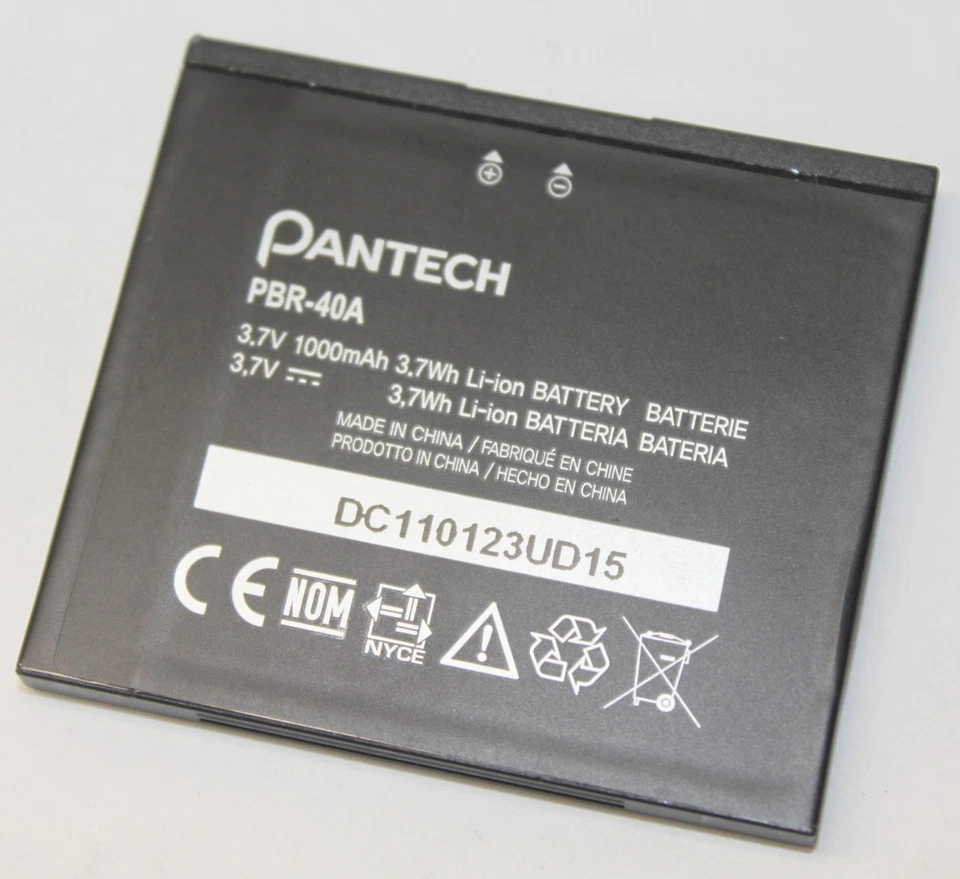 PANTECH
PBR-40A
3.7V 1000mAh 3.7Wh Li-ion BATTERY BATTERIE
3,7V 3,7Wh Li-ion BATTERIA BATERIA
MADE IN CHINA / FABRIQUÉ EN CHINE
PRODOTTO IN CHINA / HECHO EN CHINA
DC110123UD15
CE NOM NYCE